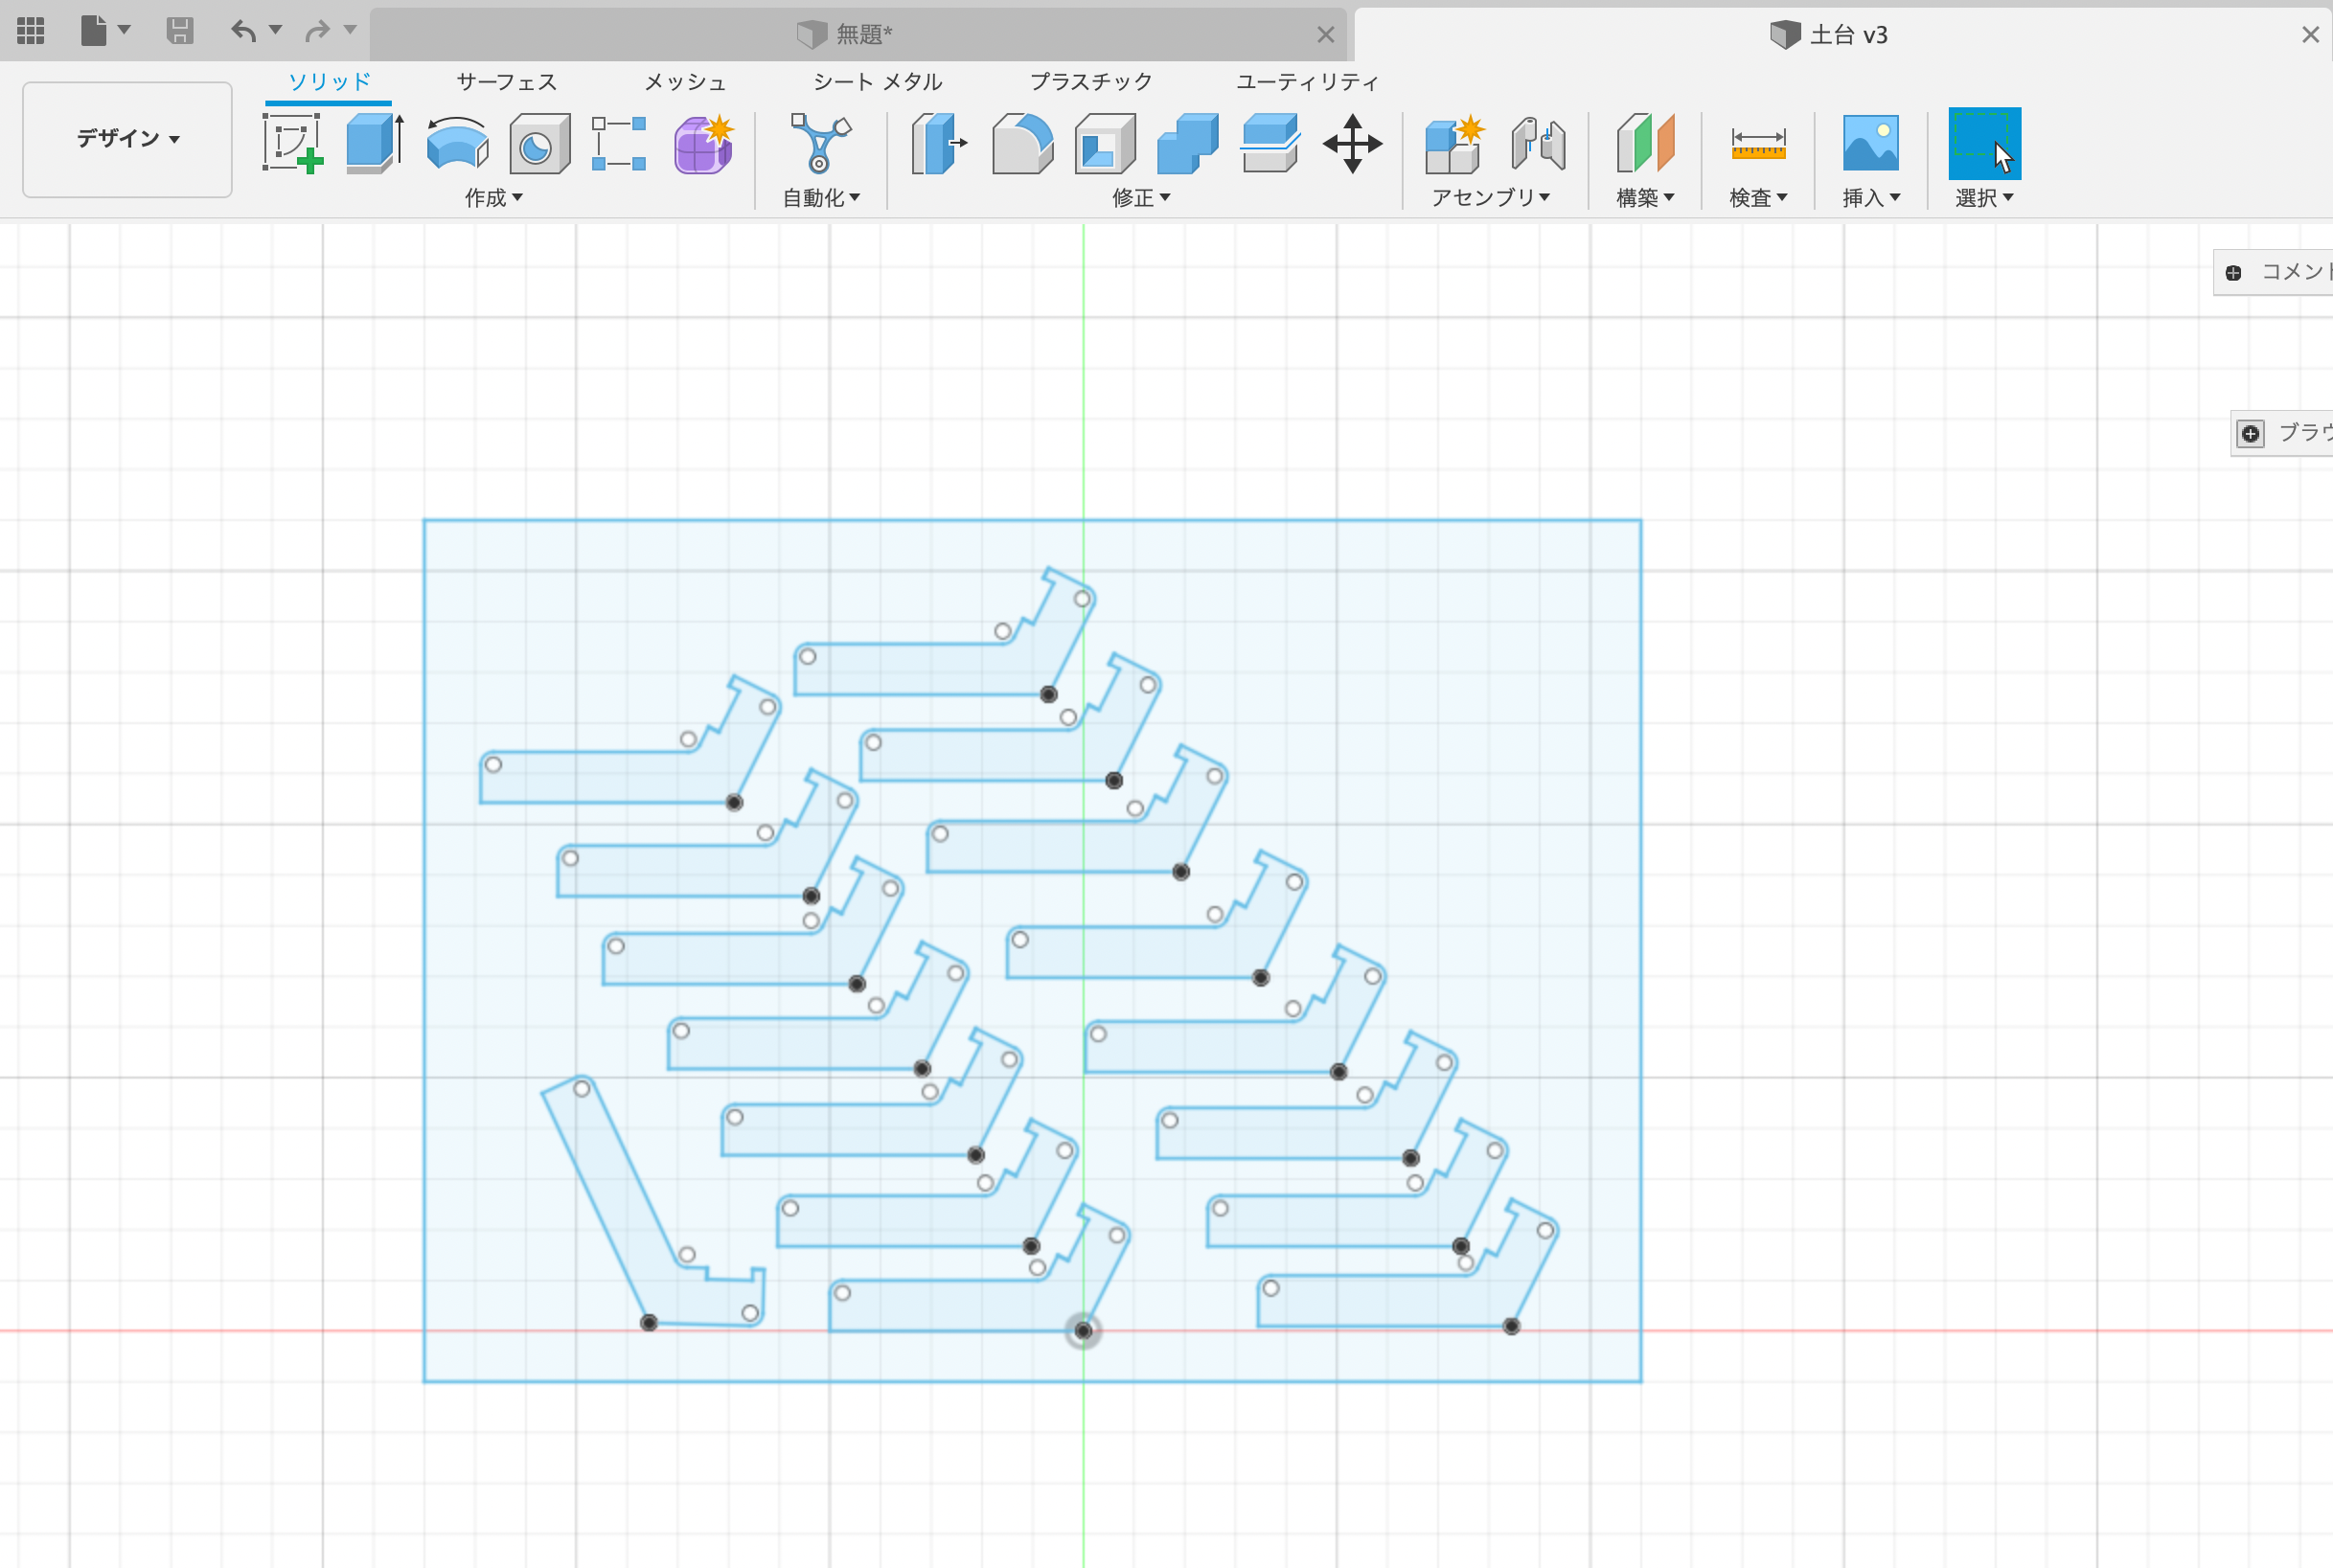 無題*
土台 v3
ソリッド サーフェス メッシュ シート メタル プラスチック ユーティリティ
デザイン
作成 自動化 修正 アセンブリ 構築 検査 挿入 選択
コメント
ブラウ